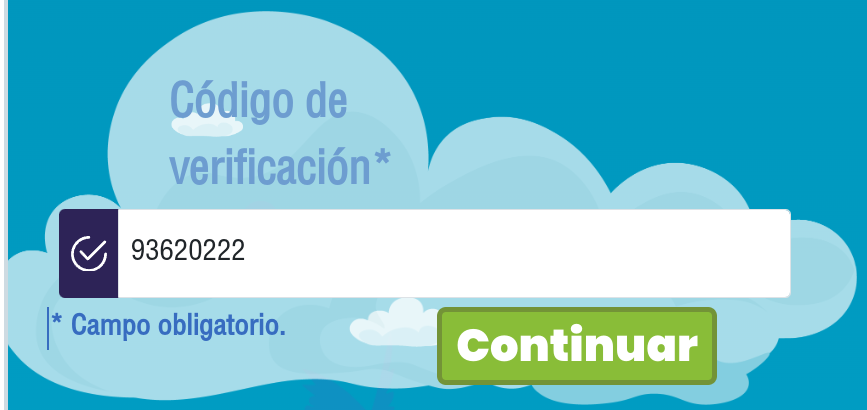 Código de
verificación*
93620222
* Campo obligatorio.
Continuar